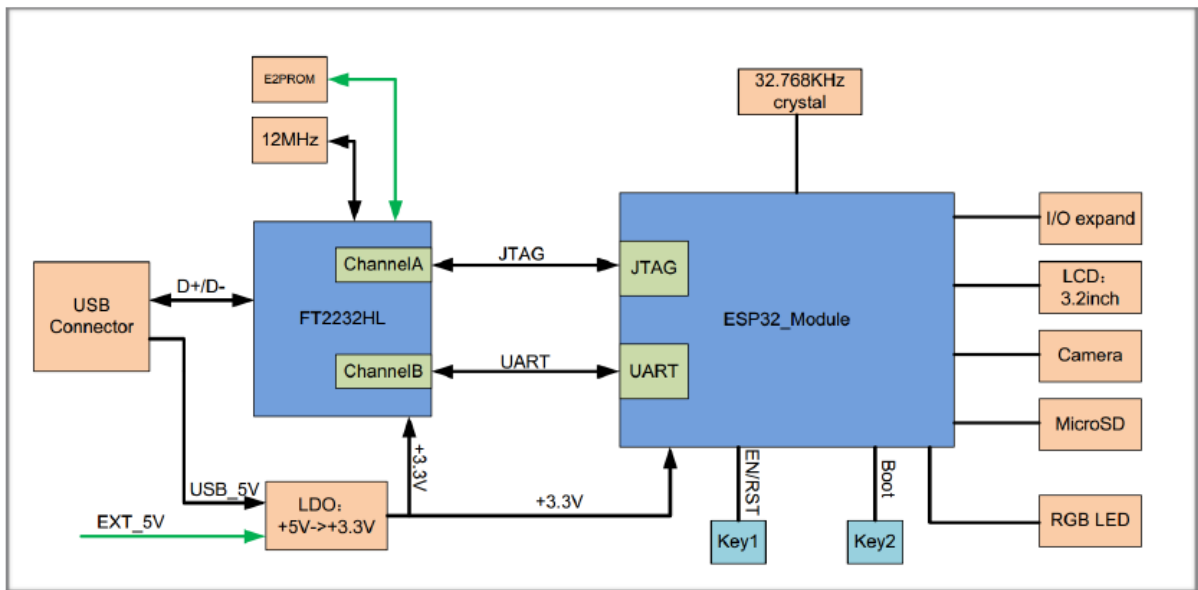 E2PROM
12MHz
32.768KHz
crystal
I/O expand
ChannelA
JTAG
JTAG
LCD：
3.2inch
USB
Connector
D+/D-
FT2232HL
ESP32_Module
Camera
ChannelB
UART
UART
MicroSD
+3.3V
EN/RST
Boot
USB_5V
LDO：
+5V->+3.3V
+3.3V
EXT_5V
Key1
Key2
RGB LED